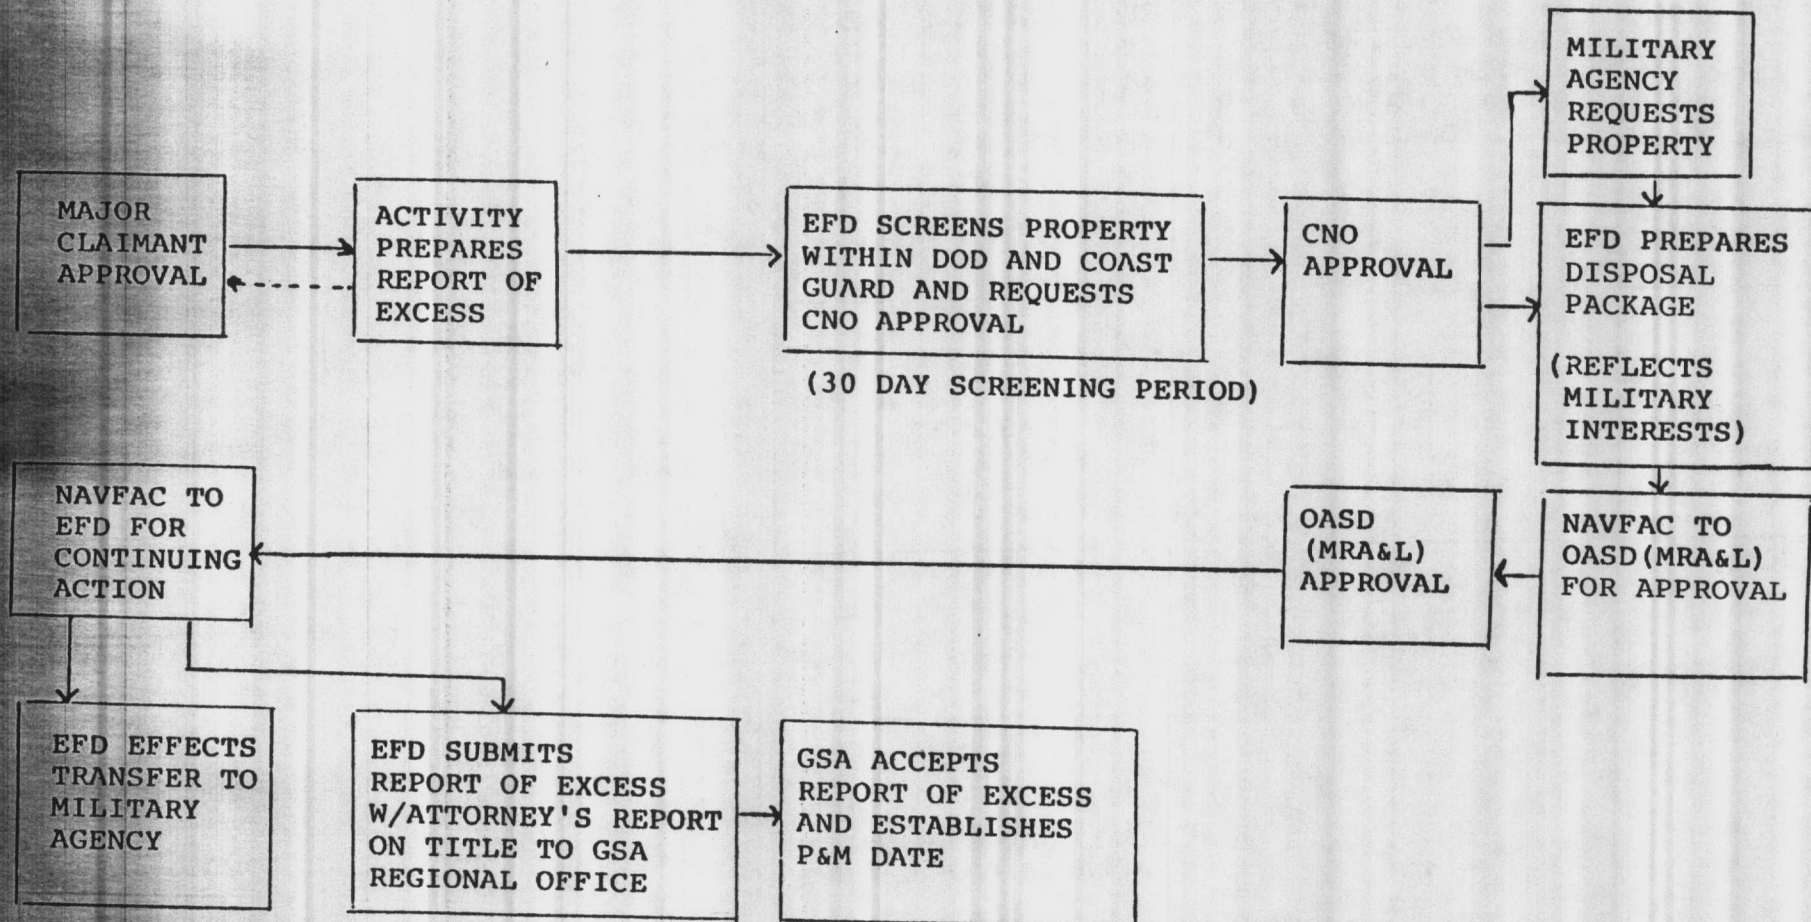 MAJOR
CLAIMANT
APPROVAL
ACTIVITY
PREPARES
REPORT OF
EXCESS
EFD SCREENS PROPERTY
WITHIN DOD AND COAST
GUARD AND REQUESTS
CNO APPROVAL
(30 DAY SCREENING PERIOD)
CNO
APPROVAL
MILITARY
AGENCY
REQUESTS
PROPERTY
EFD PREPARES
DISPOSAL
PACKAGE
(REFLECTS
MILITARY
INTERESTS)
NAVFAC TO
OASD(MRA&L)
FOR APPROVAL
OASD
(MRA&L)
APPROVAL
NAVFAC TO
EFD FOR
CONTINUING
ACTION
EFD EFFECTS
TRANSFER TO
MILITARY
AGENCY
EFD SUBMITS
REPORT OF EXCESS
W/ATTORNEY'S REPORT
ON TITLE TO GSA
REGIONAL OFFICE
GSA ACCEPTS
REPORT OF EXCESS
AND ESTABLISHES
P&M DATE